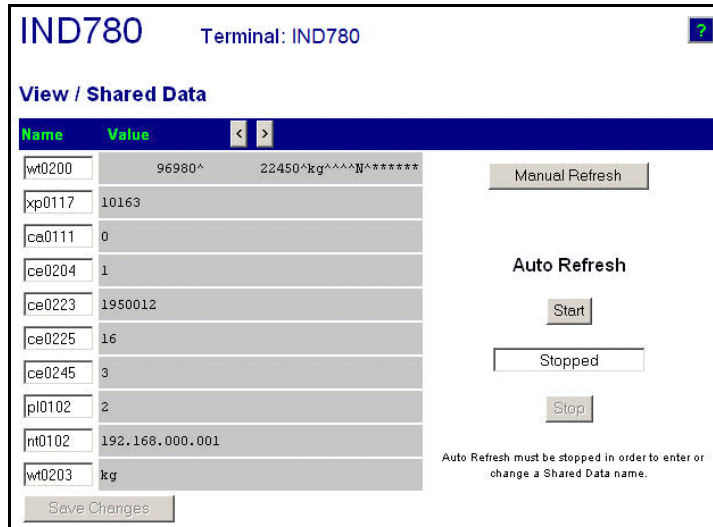 IND780 Terminal: IND780 ?
View / Shared Data
Name Value < >
wt0200 96980^ 22450^kg^^^^N^******
xp0117 10163
ca0111 0
ce0204 1
ce0223 1950012
ce0225 16
ce0245 3
pl0102 2
nt0102 192.168.000.001
wt0203 kg
Save Changes
Manual Refresh
Auto Refresh
Start
Stopped
Stop
Auto Refresh must be stopped in order to enter or
change a Shared Data name.